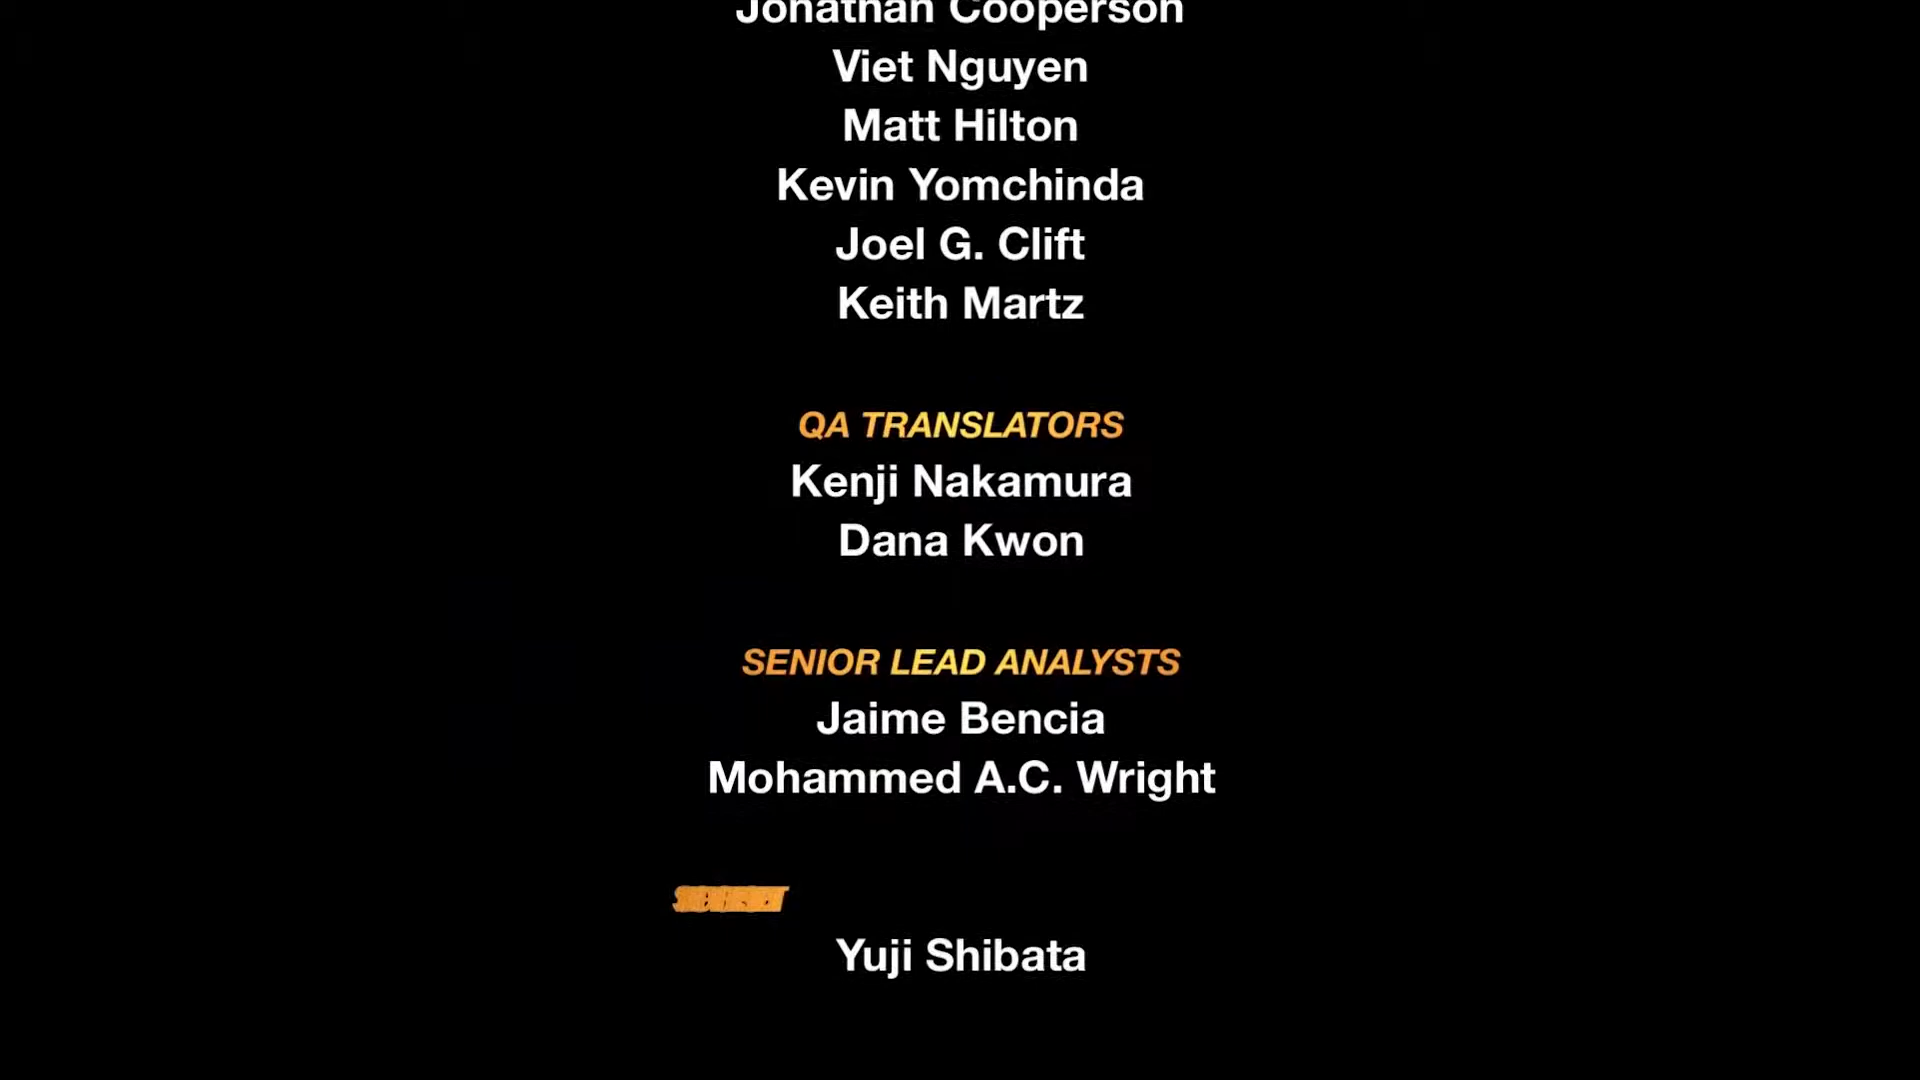 Jonathan Cooperson
Viet Nguyen
Matt Hilton
Kevin Yomchinda
Joel G. Clift
Keith Martz
QA TRANSLATORS
Kenji Nakamura
Dana Kwon
SENIOR LEAD ANALYSTS
Jaime Bencia
Mohammed A.C. Wright
Yuji Shibata